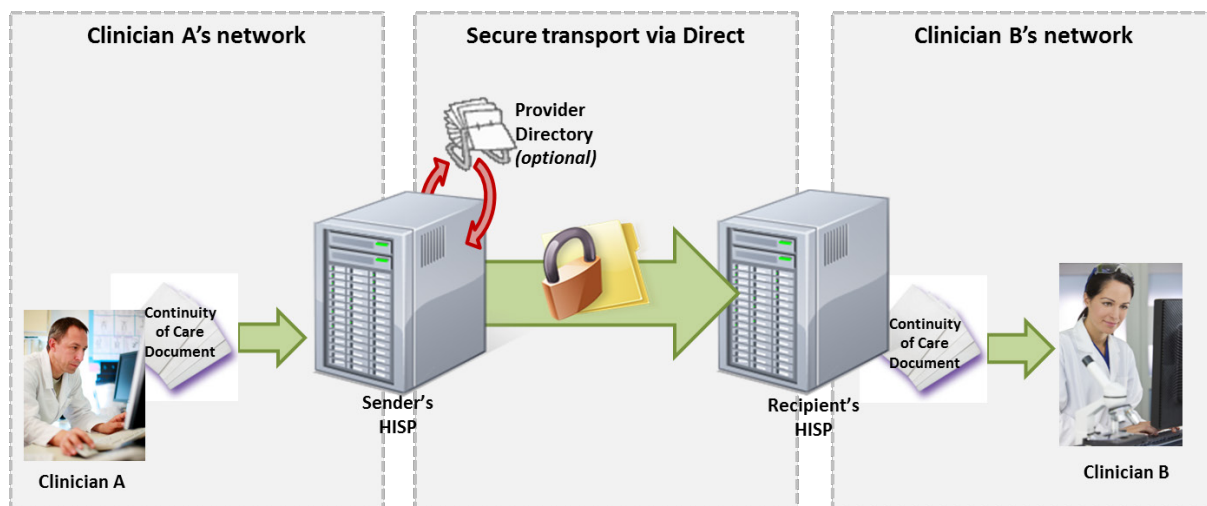 Clinician A's network
Secure transport via Direct
Clinician B's network
Provider
Directory
(optional)
Continuity
of Care
Document
Sender's
HISP
Clinician A
Recipient's
HISP
Continuity
of Care
Document
Clinician B